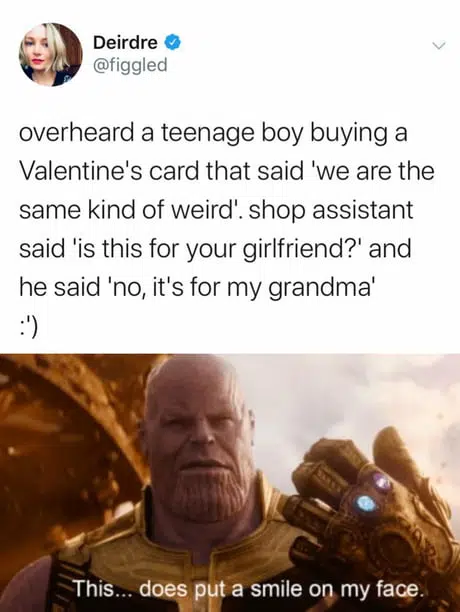 Deirdre
@figgled
overheard a teenage boy buying a
Valentine's card that said 'we are the
same kind of weird'. shop assistant
said 'is this for your girlfriend?' and
he said 'no, it's for my grandma'
:')
This... does put a smile on my face.